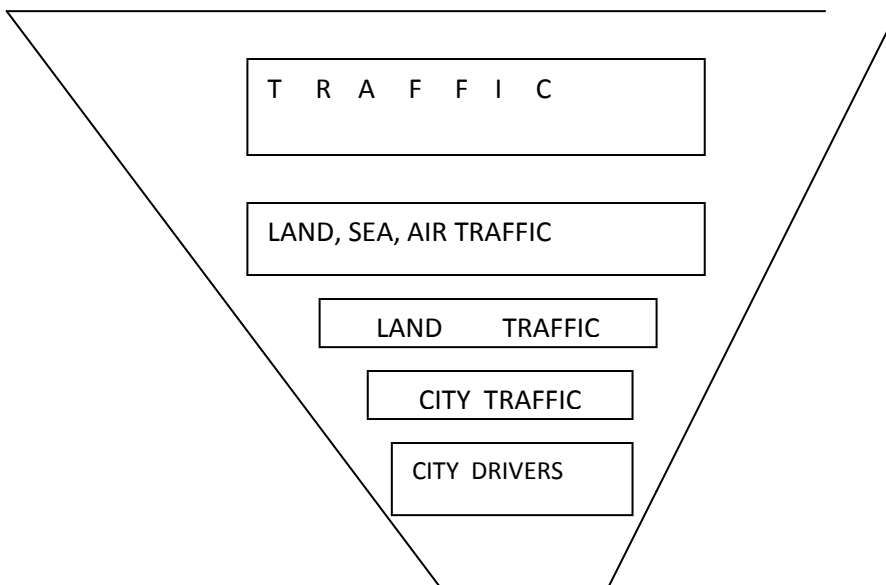 T R A F F I C
LAND, SEA, AIR TRAFFIC
LAND TRAFFIC
CITY TRAFFIC
CITY DRIVERS